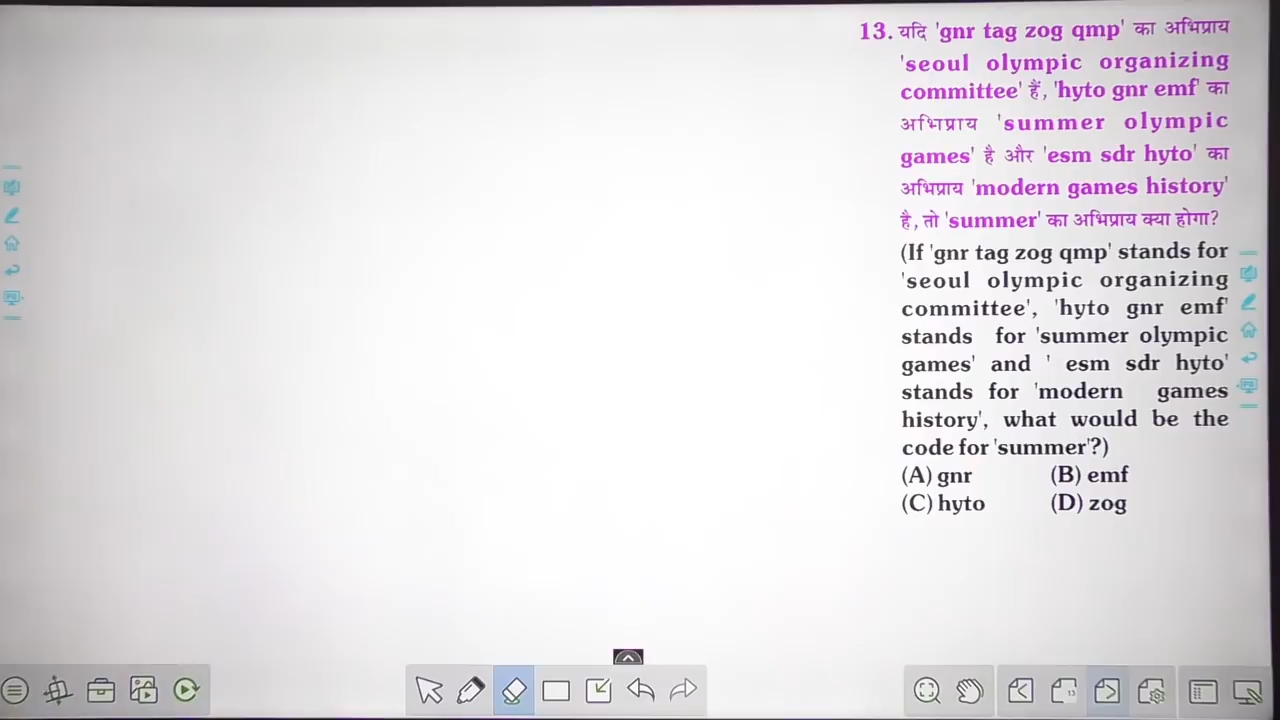 13. यदि 'gnr tag zog qmp' का अभिप्राय
'seoul olympic organizing
committee' हैं, 'hyto gnr emf' का
अभिप्राय 'summer olympic
games' है और 'esm sdr hyto' का
अभिप्राय 'modern games history'
है, तो 'summer' का अभिप्राय क्या होगा?
(If 'gnr tag zog qmp' stands for
'seoul olympic organizing
committee', 'hyto gnr emf'
stands for 'summer olympic
games' and ' esm sdr hyto'
stands for 'modern games
history', what would be the
code for 'summer'?)
(A) gnr (B) emf
(C) hyto (D) zog
13